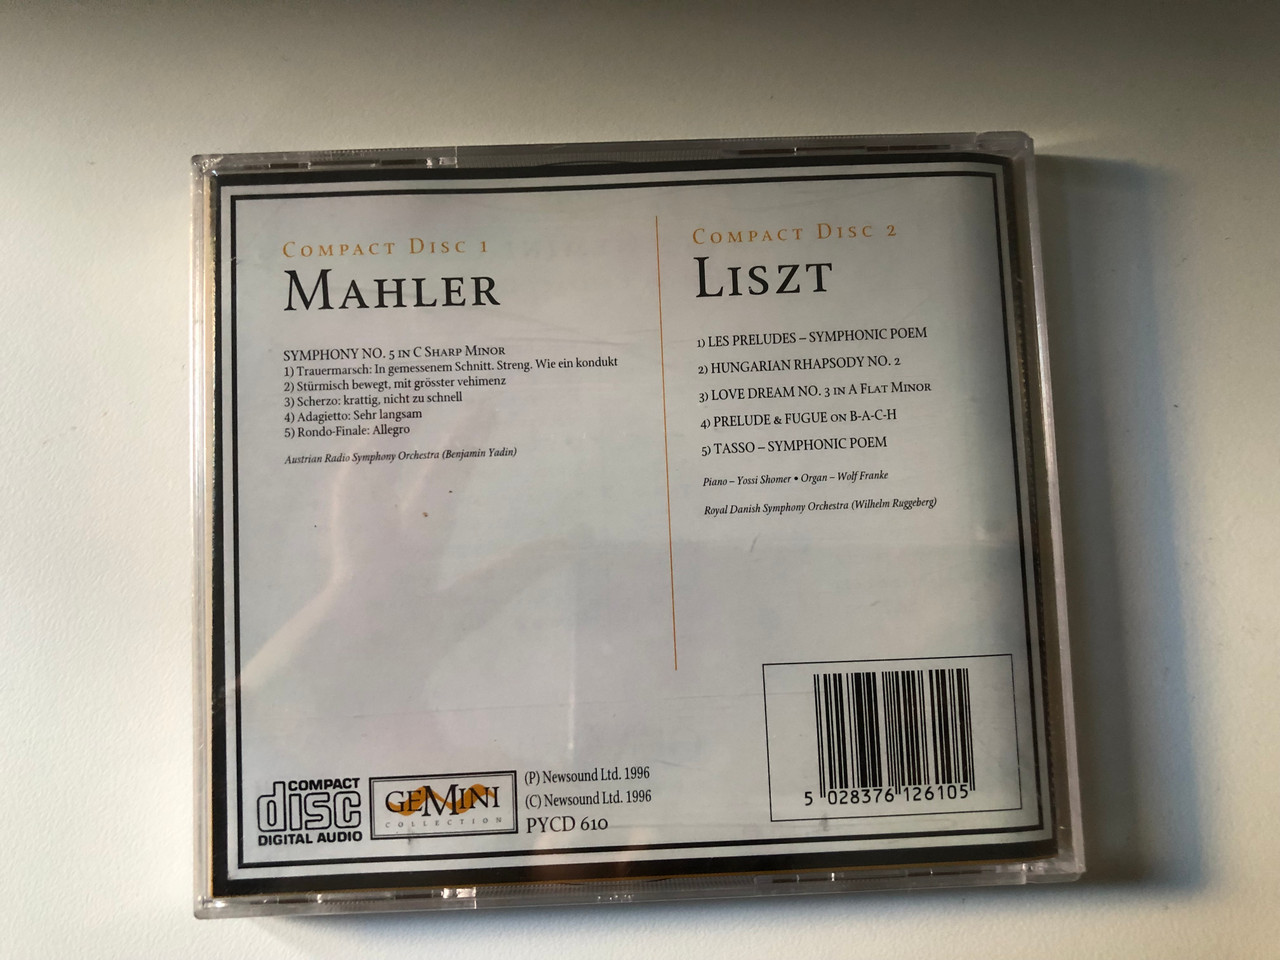 COMPACT DISC 1
MAHLER
SYMPHONY NO. 5 IN C SHARP MINOR
1) Trauermarsch: In gemessenem Schnitt. Streng. Wie ein kondukt
2) Stürmisch bewegt, mit grösster vehimenz
3) Scherzo: krattig, nicht zu schnell
4) Adagietto: Sehr langsam
5) Rondo-Finale: Allegro
Austrian Radio Symphony Orchestra (Benjamin Yadin)
COMPACT DISC 2
LISZT
1) LES PRELUDES – SYMPHONIC POEM
2) HUNGARIAN RHAPSODY NO. 2
3) LOVE DREAM NO. 3 IN A FLAT MINOR
4) PRELUDE & FUGUE ON B-A-C-H
5) TASSO – SYMPHONIC POEM
Piano – Yossi Shomer • Organ – Wolf Franke
Royal Danish Symphony Orchestra (Wilhelm Ruggeberg)
COMPACT
disc
DIGITAL AUDIO
GEMINI
COLLECTION
(P) Newsound Ltd. 1996
(C) Newsound Ltd. 1996
PYCD 610
5 028376 126105